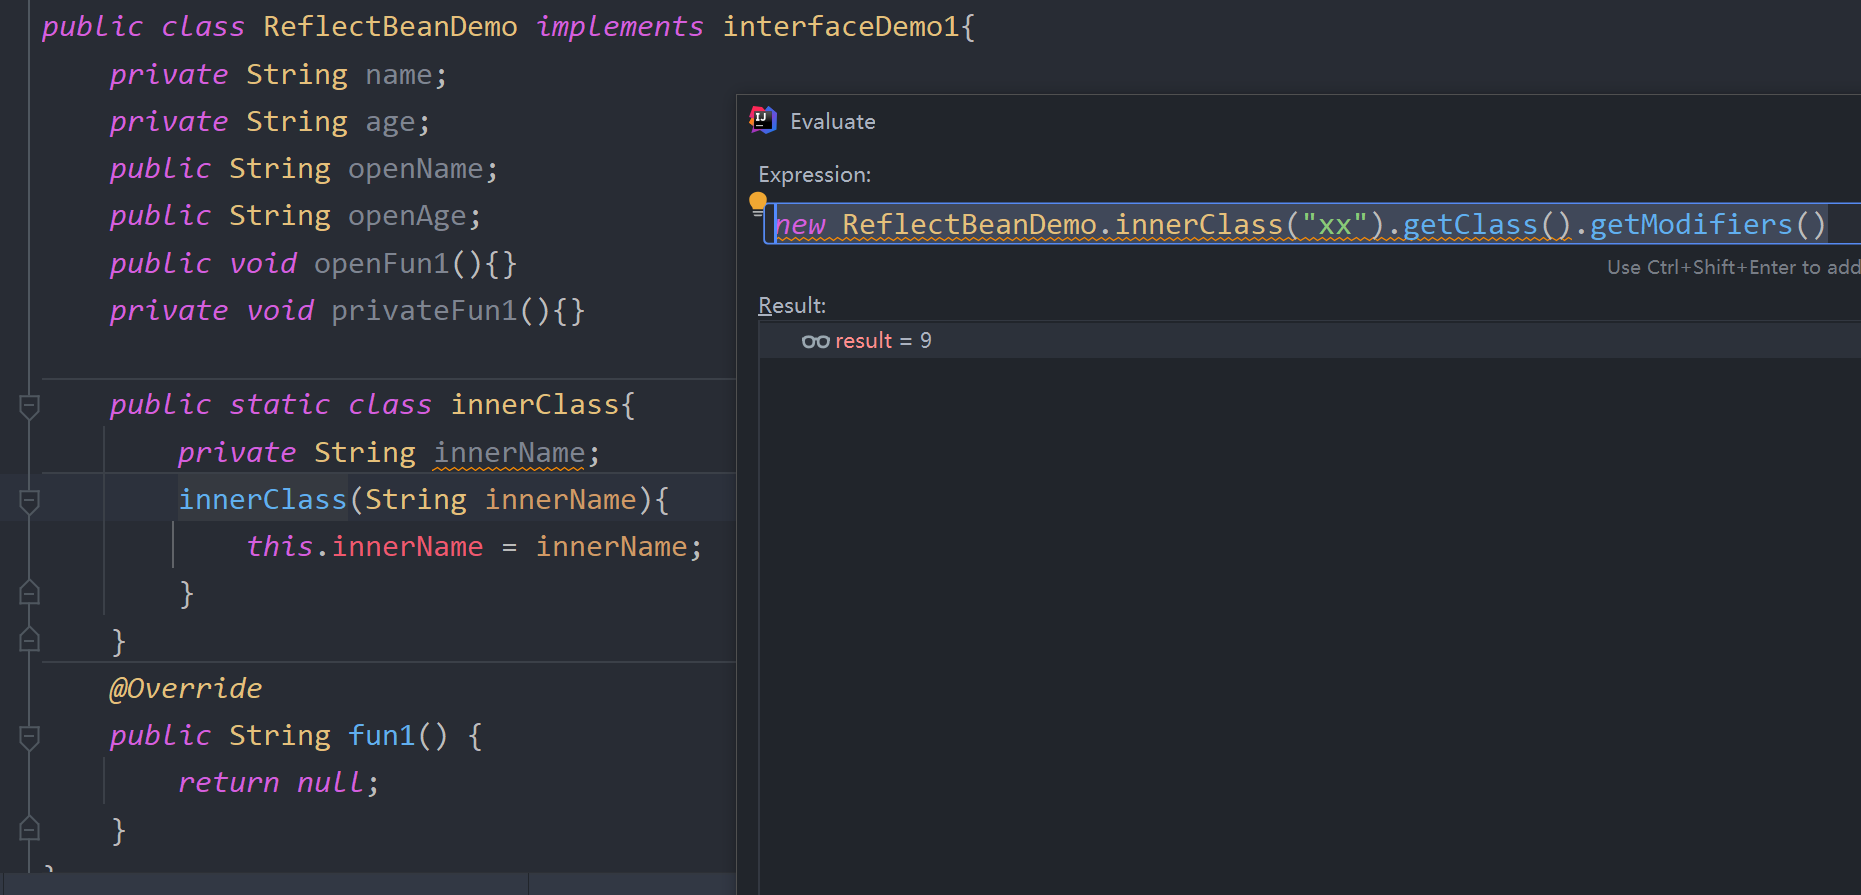 public class ReflectBeanDemo implements interfaceDemo1{
private String name;
private String age;
public String openName;
public String openAge;
public void openFun1(){}
private void privateFun1(){}
public static class innerClass{
private String innerName;
innerClass(String innerName){
this.innerName = innerName;
}
}
@Override
public String fun1() {
return null;
}
}
IJ
Evaluate
Expression:
new ReflectBeanDemo.innerClass("xx").getClass().getModifiers()
Use Ctrl+Shift+Enter to add
Result:
result = 9